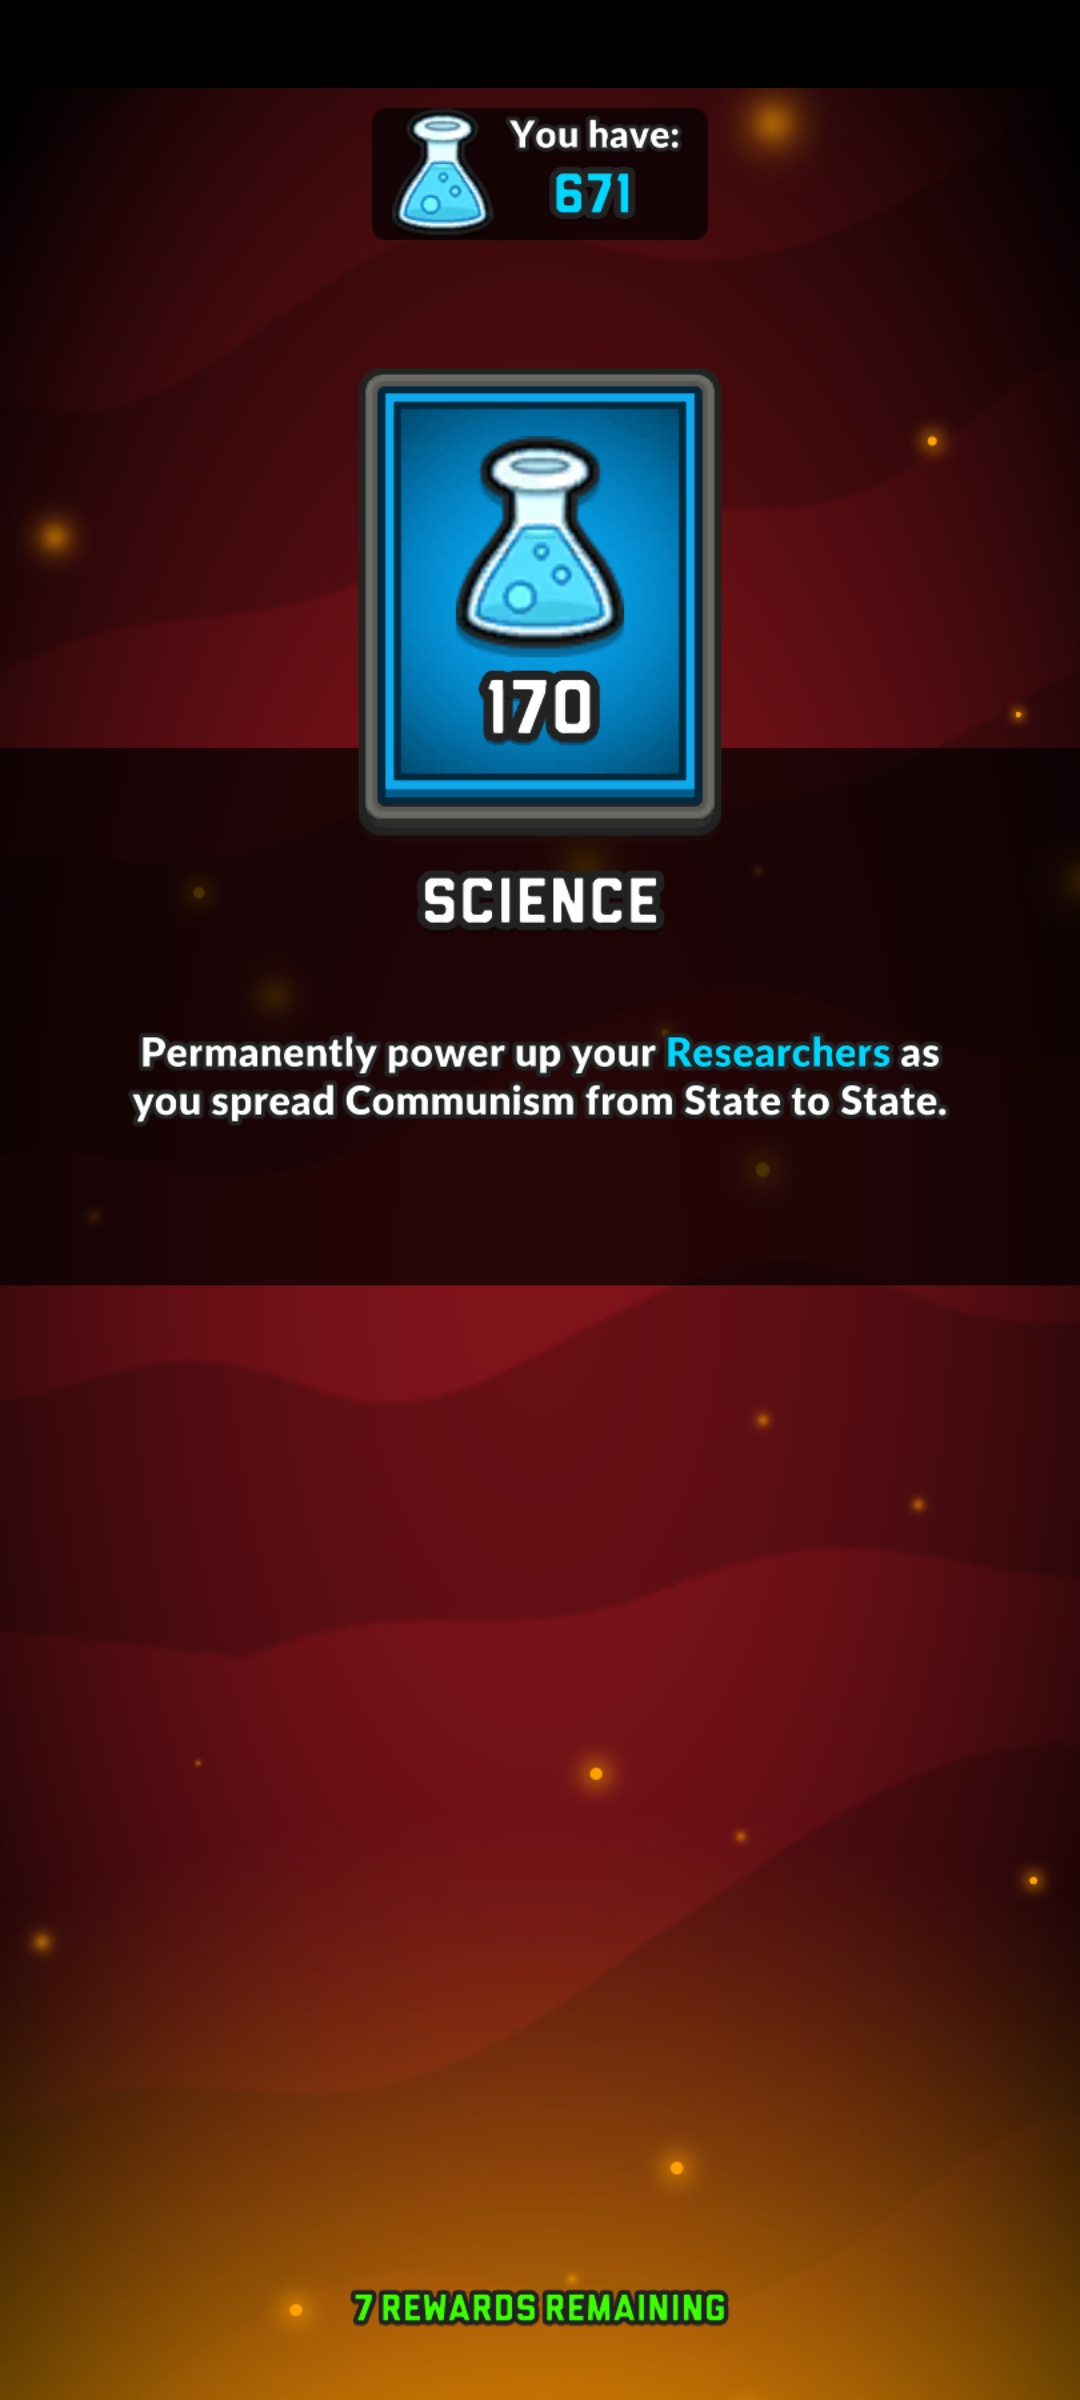 You have:
671
170
SCIENCE
Permanently power up your Researchers as
you spread Communism from State to State.
7 REWARDS REMAINING